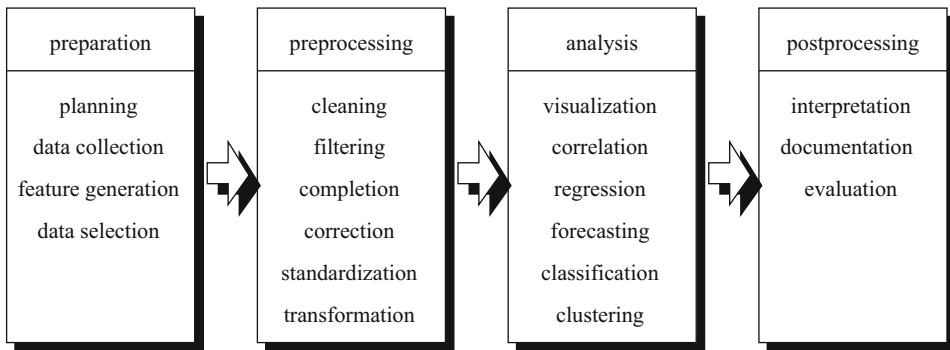 preparation
planning
data collection
feature generation
data selection
preprocessing
cleaning
filtering
completion
correction
standardization
transformation
analysis
visualization
correlation
regression
forecasting
classification
clustering
postprocessing
interpretation
documentation
evaluation